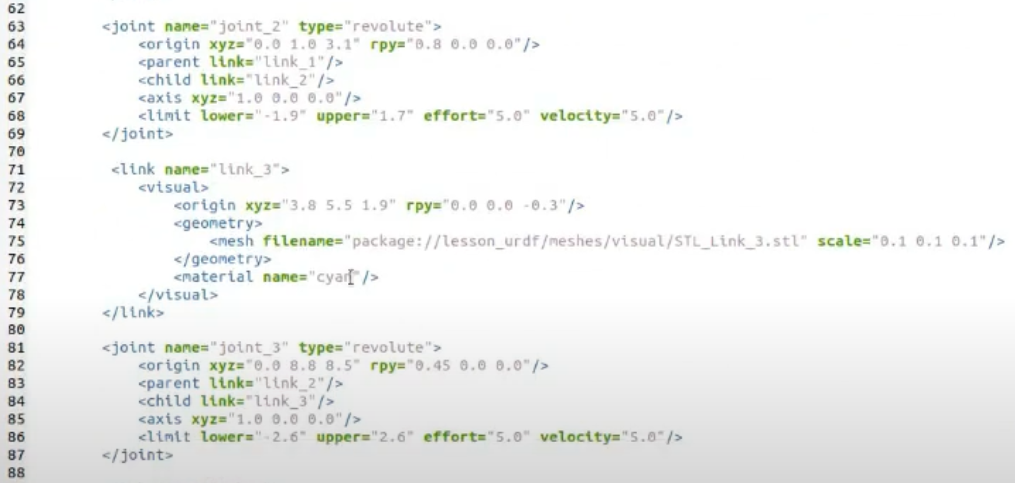 62
63 <joint name="joint_2" type="revolute">
64 <origin xyz="0.0 1.0 3.1" rpy="0.8 0.0 0.0"/>
65 <parent link="link_1"/>
66 <child link="link_2"/>
67 <axis xyz="1.0 0.0 0.0"/>
68 <limit lower="-1.9" upper="1.7" effort="5.0" velocity="5.0"/>
69 </joint>
70
71 <link name="link_3">
72 <visual>
73 <origin xyz="3.8 5.5 1.9" rpy="0.0 0.0 -0.3"/>
74 <geometry>
75 <mesh filename="package://lesson_urdf/meshes/visual/STL_Link_3.stl" scale="0.1 0.1 0.1"/>
76 </geometry>
77 <material name="cyan"/>
78 </visual>
79 </link>
80
81 <joint name="joint_3" type="revolute">
82 <origin xyz="0.0 8.8 8.5" rpy="0.45 0.0 0.0"/>
83 <parent link="link_2"/>
84 <child link="link_3"/>
85 <axis xyz="1.0 0.0 0.0"/>
86 <limit lower="-2.6" upper="2.6" effort="5.0" velocity="5.0"/>
87 </joint>
88